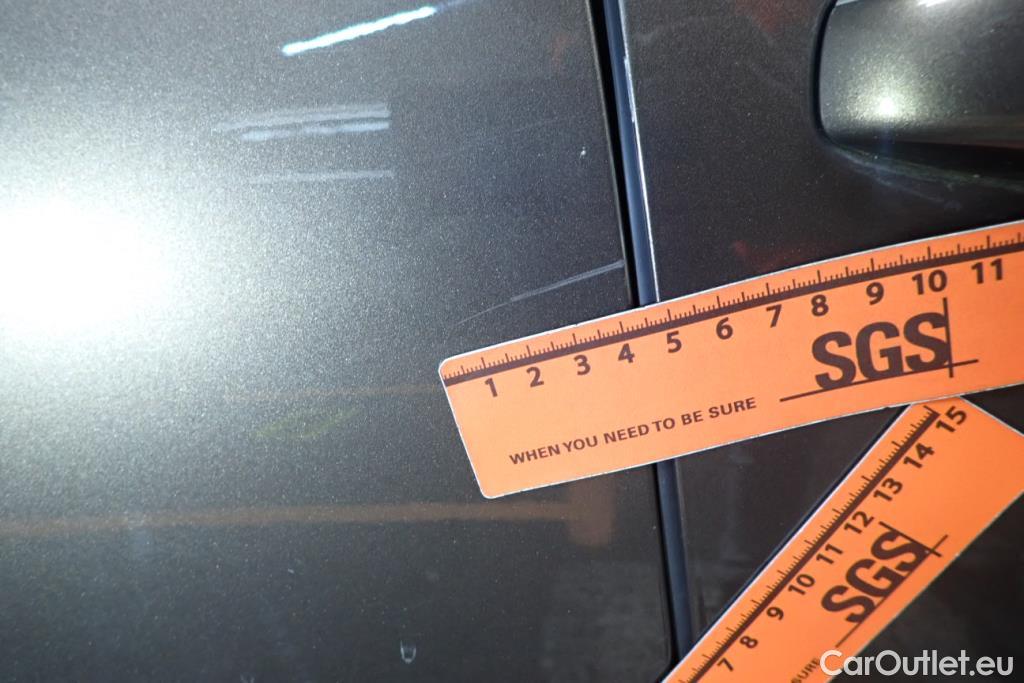 1 2 3 4 5 6 7 8 9 10 11
SGS
WHEN YOU NEED TO BE SURE
7 8 9 10 11 12 13 14 15
SGS
SURE
CarOutlet.eu